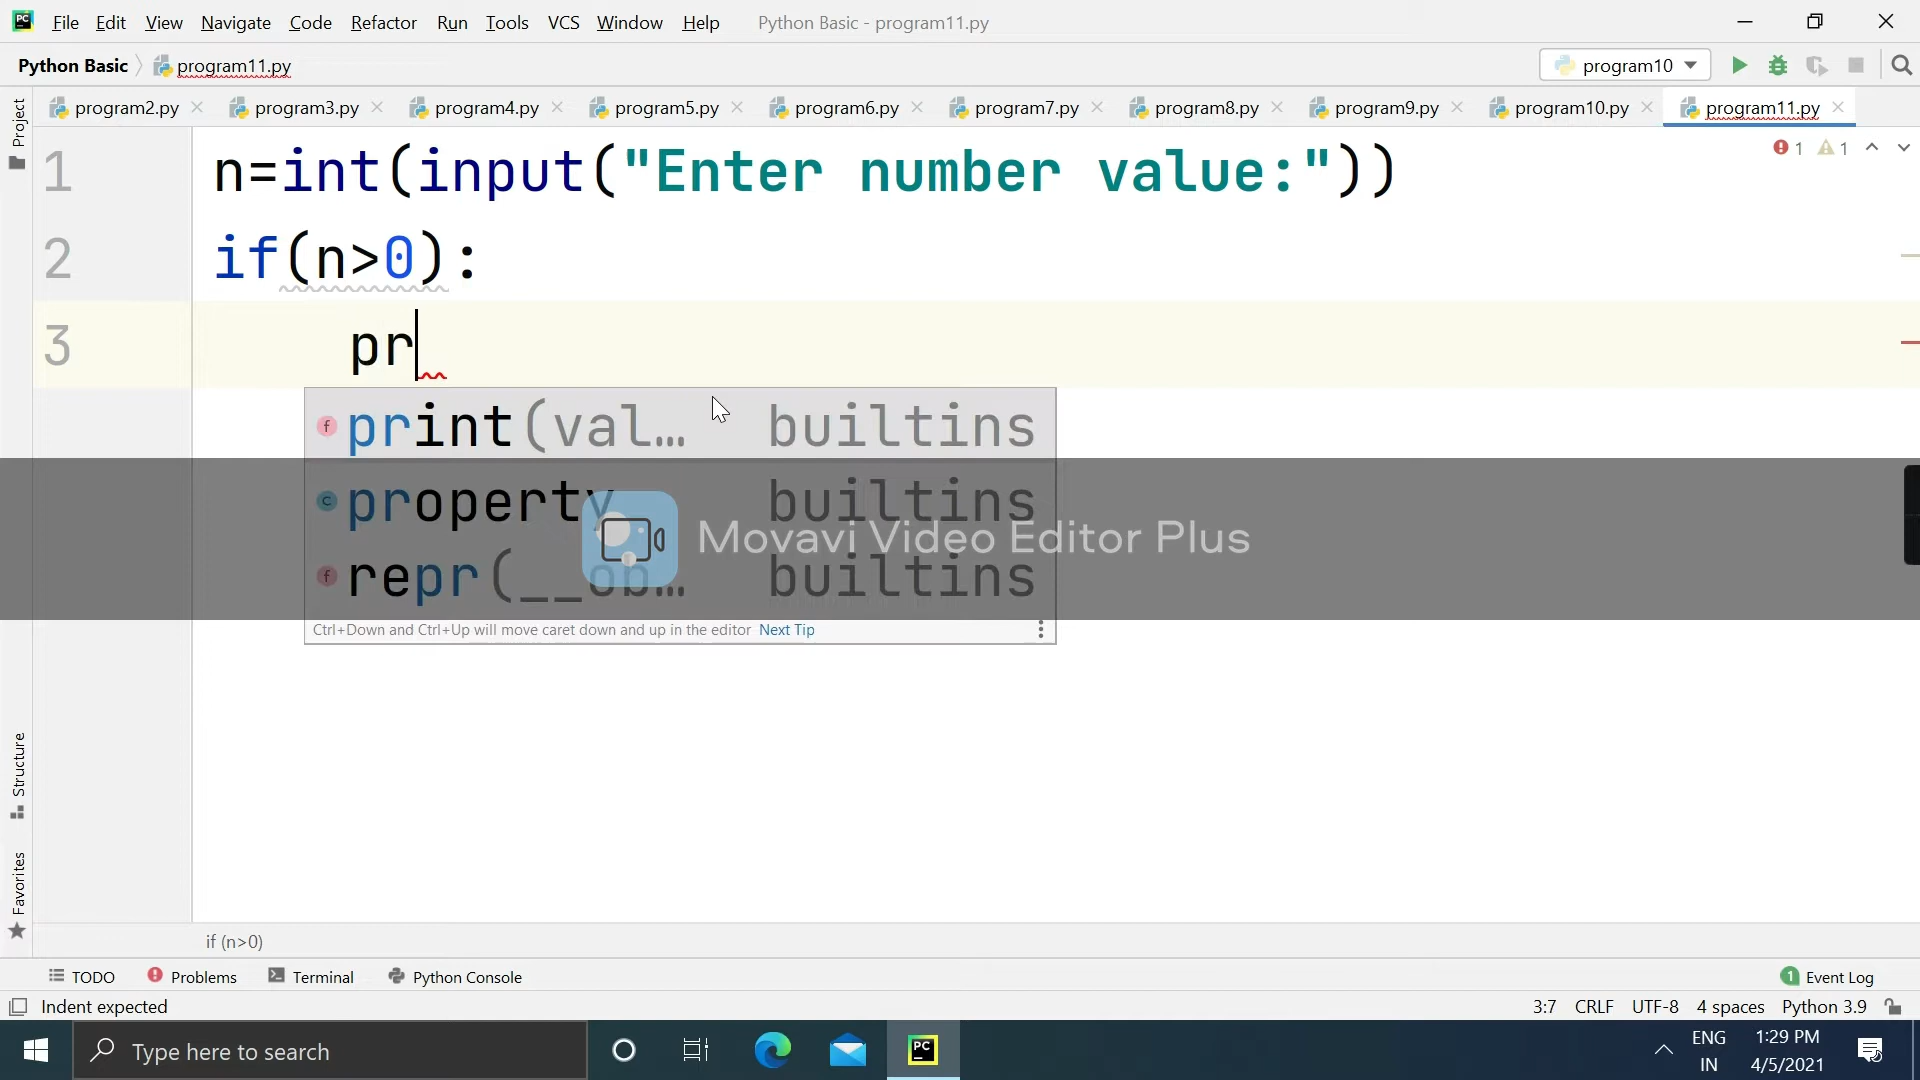 File Edit View Navigate Code Refactor Run Tools VCS Window Help Python Basic - program11.py
Python Basic program11.py program10
Project
program2.py program3.py program4.py program5.py program6.py program7.py program8.py program9.py program10.py program11.py
1 n=int(input("Enter number value:")) 1 1
2 if(n>0):
3 pr
print(val... builtins
property builtins
Movavi Video Editor Plus
repr(__ob... builtins
Ctrl+Down and Ctrl+Up will move caret down and up in the editor Next Tip
Structure
Favorites
if (n>0)
TODO Problems Terminal Python Console 1 Event Log
Indent expected 3:7 CRLF UTF-8 4 spaces Python 3.9
Type here to search PC ENG 1:29 PM
IN 4/5/2021